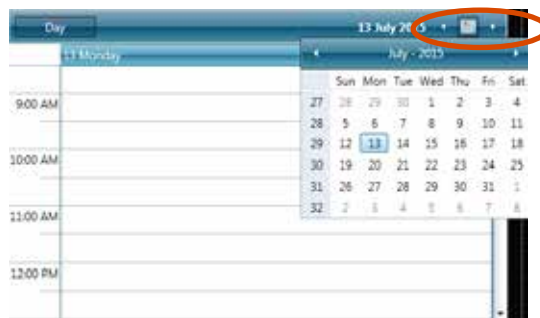 Day 13 July 2015
13 Monday
July - 2015
Sun Mon Tue Wed Thu Fri Sat
27 28 29 30 1 2 3 4
9:00 AM
28 5 6 7 8 9 10 11
29 12 13 14 15 16 17 18
10:00 AM
30 19 20 21 22 23 24 25
31 26 27 28 29 30 31 1
32 2 3 4 5 6 7 8
11:00 AM
12:00 PM